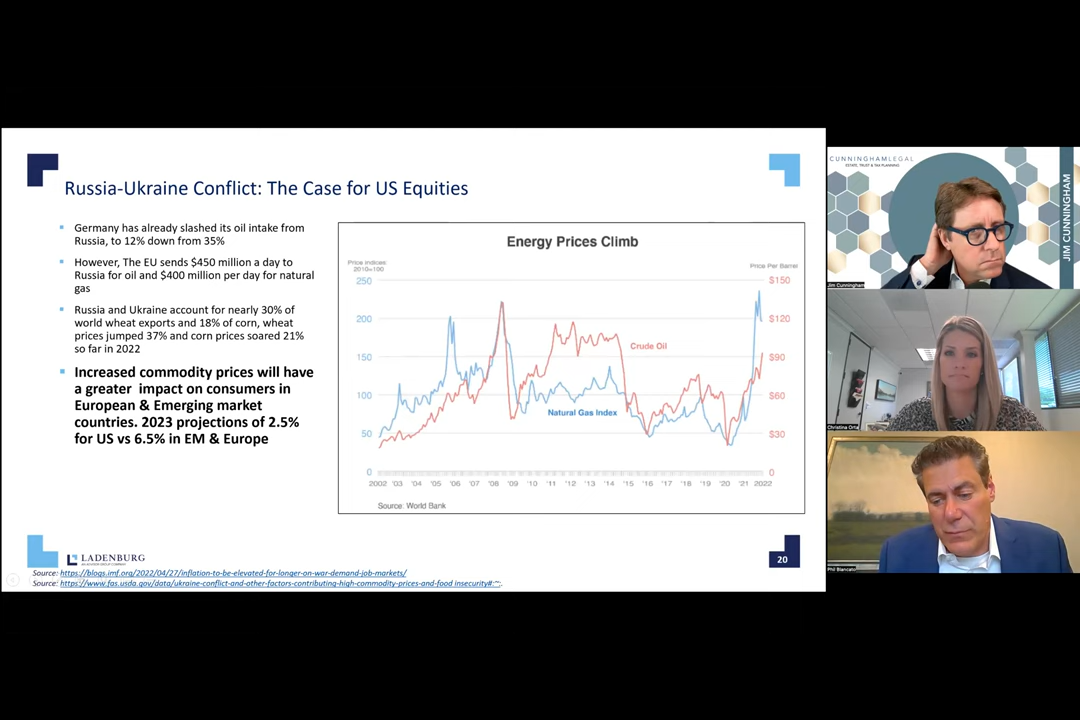 Russia-Ukraine Conflict: The Case for US Equities
Germany has already slashed its oil intake from
Russia, to 12% down from 35%
However, The EU sends $450 million a day to
Russia for oil and $400 million per day for natural
gas
Russia and Ukraine account for nearly 30% of
world wheat exports and 18% of corn, wheat
prices jumped 37% and corn prices soared 21%
so far in 2022
Increased commodity prices will have
a greater impact on consumers in
European & Emerging market
countries. 2023 projections of 2.5%
for US vs 6.5% in EM & Europe
Energy Prices Climb
Price Indices:
2010=100
Price Per Barrel
250
200
150
100
50
0
$150
$120
$90
$60
$30
0
Crude Oil
Natural Gas Index
2002 '03 '04 '05 '06 '07 '08 '09 '10 '11 '12 '13 '14 '15 '16 '17 '18 '19 '20 '21 2022
Source: World Bank
LADENBURG
20
Source: https://blogs.imf.org/2022/04/27/inflation-to-be-elevated-for-longer-on-war-demand-job-markets/
Source: https://www.fas.usda.gov/data/ukraine-conflict-and-other-factors-contributing-high-commodity-prices-and-food insecurity#:~:.
CUNNINGHAMLEGAL
ESTATE, TRUST & TAX PLANNING
JIM CUNNINGHAM
Jim Cunningham
Christina Orta
Phil Blancato